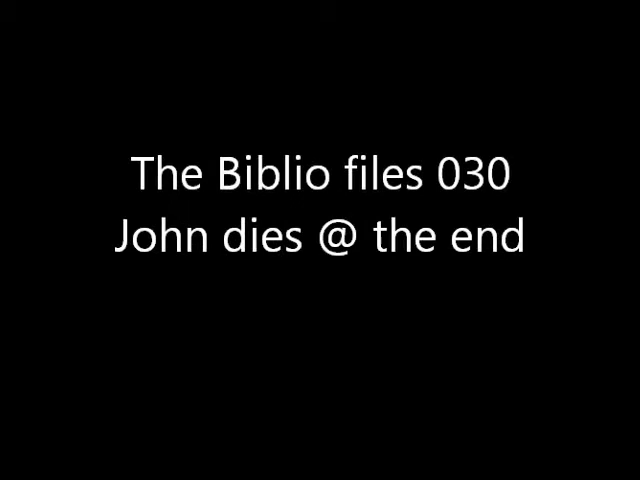 The Biblio files 030
John dies @ the end